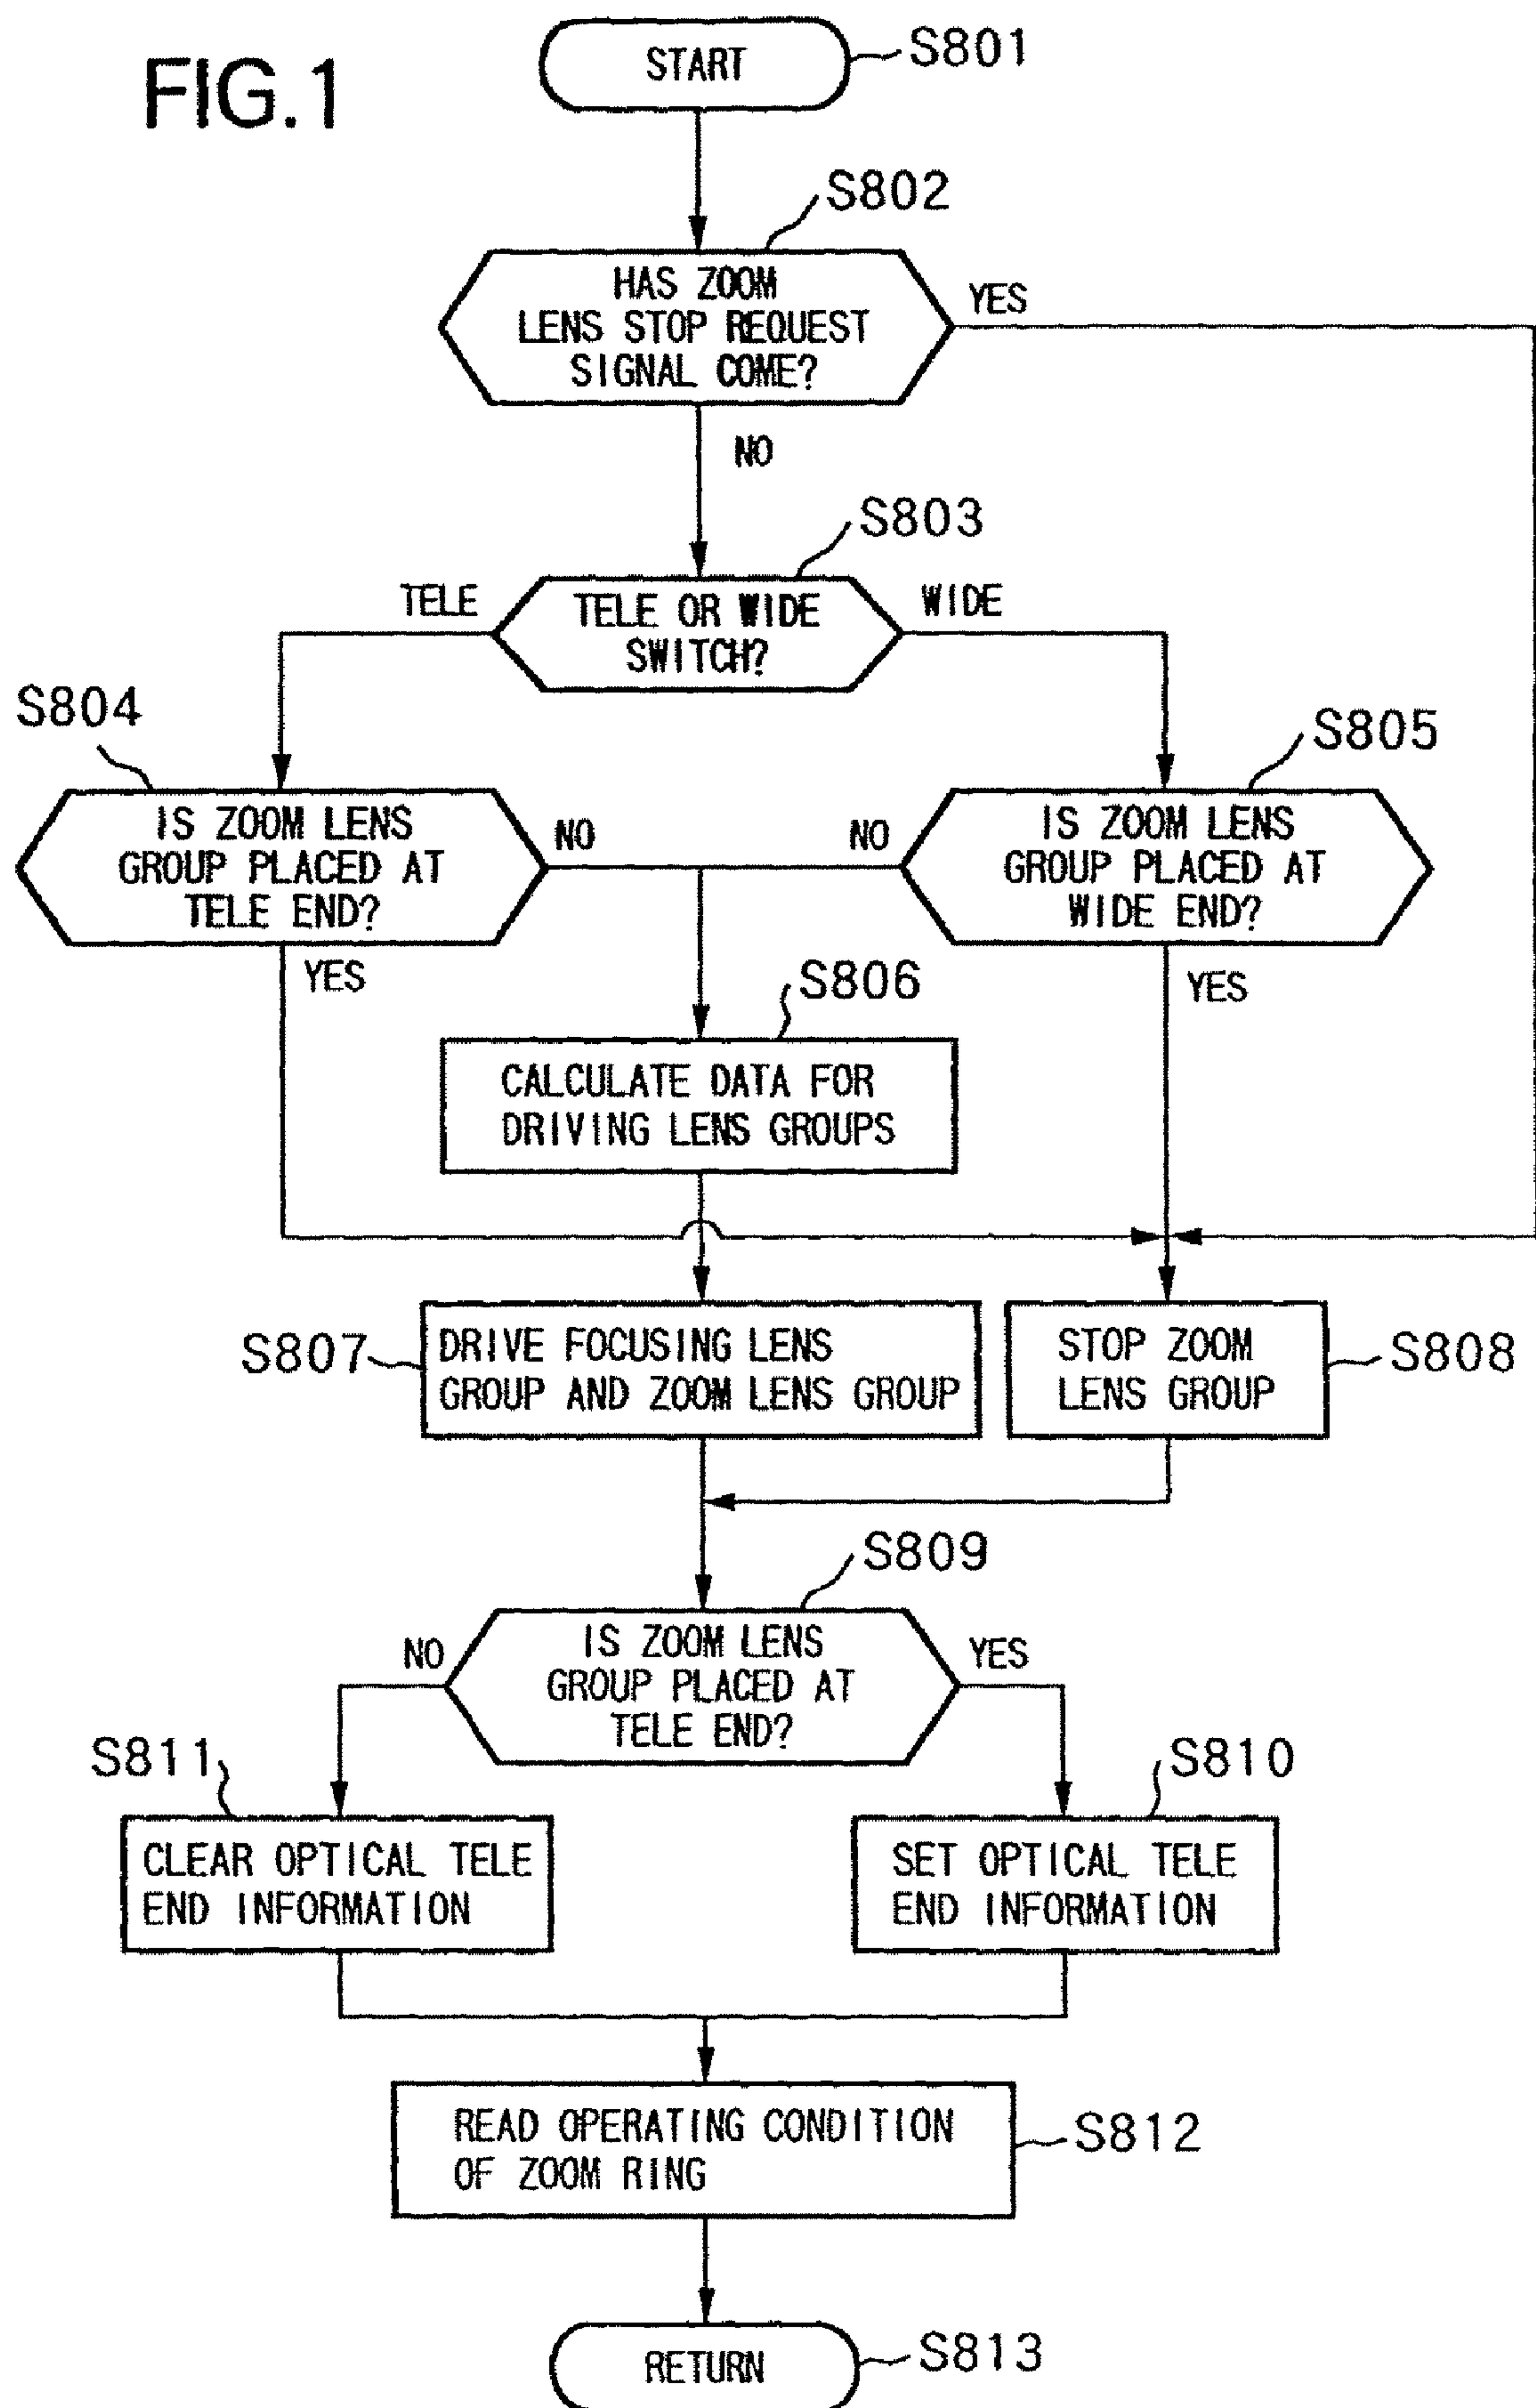 FIG.1
START
S801
S802
HAS ZOOM
LENS STOP REQUEST
SIGNAL COME?
YES
NO
S803
TELE
TELE OR WIDE
SWITCH?
WIDE
S804
S805
IS ZOOM LENS
GROUP PLACED AT
TELE END?
NO
NO
IS ZOOM LENS
GROUP PLACED AT
WIDE END?
YES
S806
YES
CALCULATE DATA FOR
DRIVING LENS GROUPS
S807
DRIVE FOCUSING LENS
GROUP AND ZOOM LENS GROUP
STOP ZOOM
LENS GROUP
S808
S809
NO
IS ZOOM LENS
GROUP PLACED AT
TELE END?
YES
S811
S810
CLEAR OPTICAL TELE
END INFORMATION
SET OPTICAL TELE
END INFORMATION
READ OPERATING CONDITION
OF ZOOM RING
S812
RETURN
S813